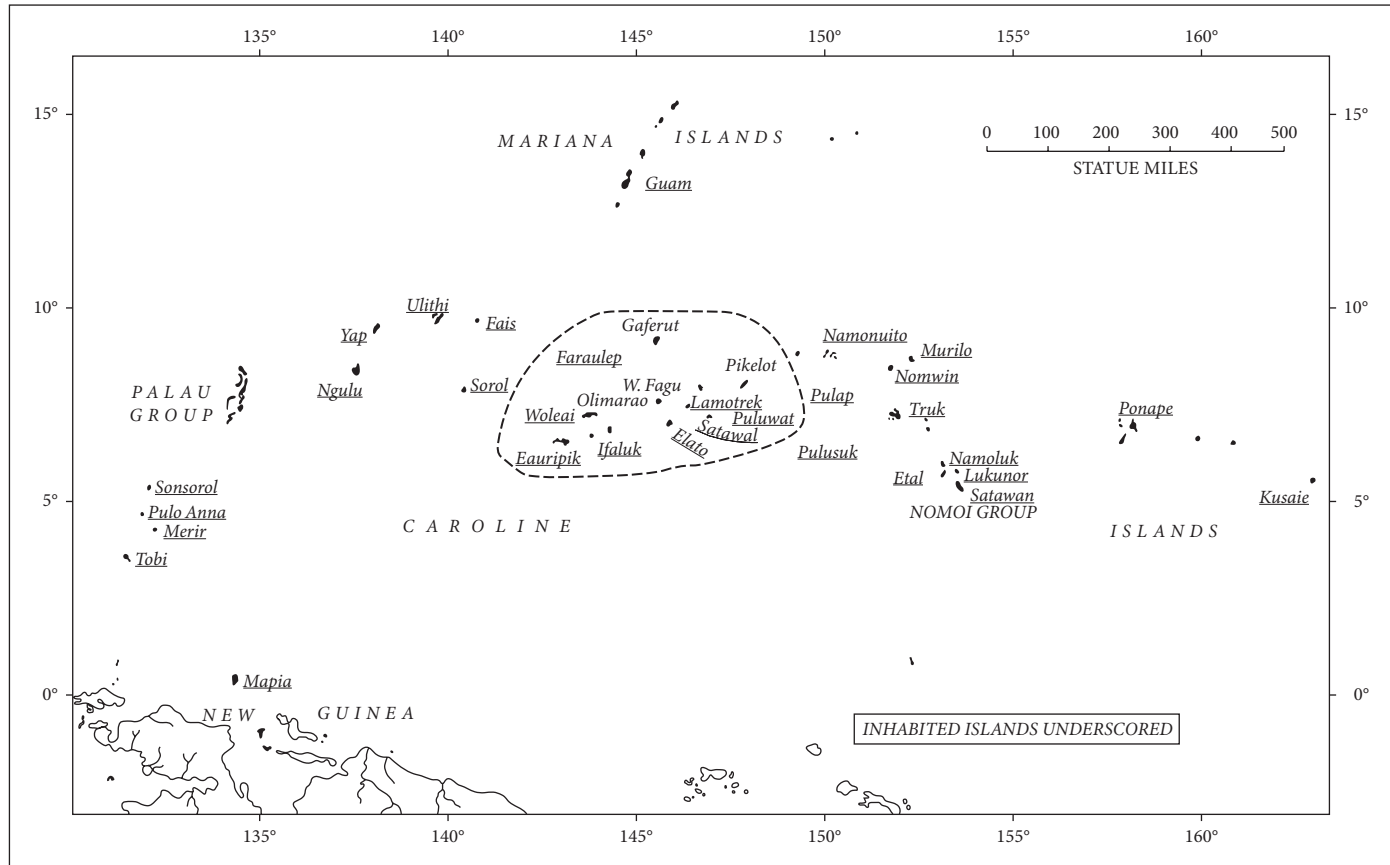 135° 140° 145° 150° 155° 160°
15° 15°
MARIANA ISLANDS
0 100 200 300 400 500
STATUE MILES
Guam
10° 10°
Ulithi
Yap
Fais
Gaferut
Namonuito
Murilo
Faraulep
Nomwin
PALAU
GROUP
Ngulu
Sorol
W. Fagu
Pikelot
Olimarao
Lamotrek
Pulap
Woleai
Puluwat
Truk
Ponape
Satawal
Elato
Eauripik
Ifaluk
Pulusuk
Namoluk
Etal
Lukunor
Satawan
NOMOI GROUP
Kusaie
Sonsorol
5° 5°
Pulo Anna
Merir
CAROLINE ISLANDS
Tobi
Mapia
0° 0°
NEW GUINEA
INHABITED ISLANDS UNDERSCORED
135° 140° 145° 150° 155° 160°